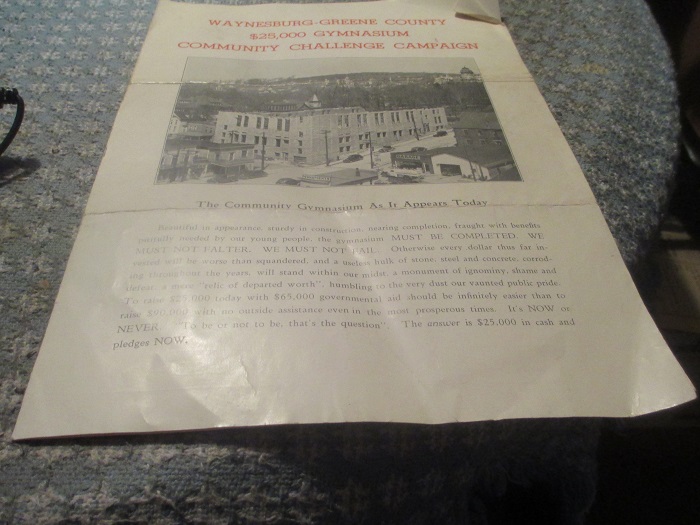 WAYNESBURG-GREENE COUNTY
$25,000 GYMNASIUM
COMMUNITY CHALLENGE CAMPAIGN
The Community Gymnasium As It Appears Today
Beautiful in appearance, sturdy in construction, nearing completion, fraught with benefits
needed by our young people, the gymnasium MUST BE COMPLETED. WE
MUST NOT FALTER. WE MUST NOT FAIL. Otherwise every dollar thus far in-
vested will be worse than squandered, and a useless hulk of stone, steel and concrete, corrod-
ing throughout the years, will stand within our midst, a monument of ignominy, shame and
defeat, a mere "relic of departed worth", humbling to the very dust our vaunted public pride.
To raise $25,000 today with $65,000 governmental aid should be infinitely easier than to
raise $90,000 with no outside assistance even in the most prosperous times. It's NOW or
NEVER. "To be or not to be, that's the question". The answer is $25,000 in cash and
pledges NOW.